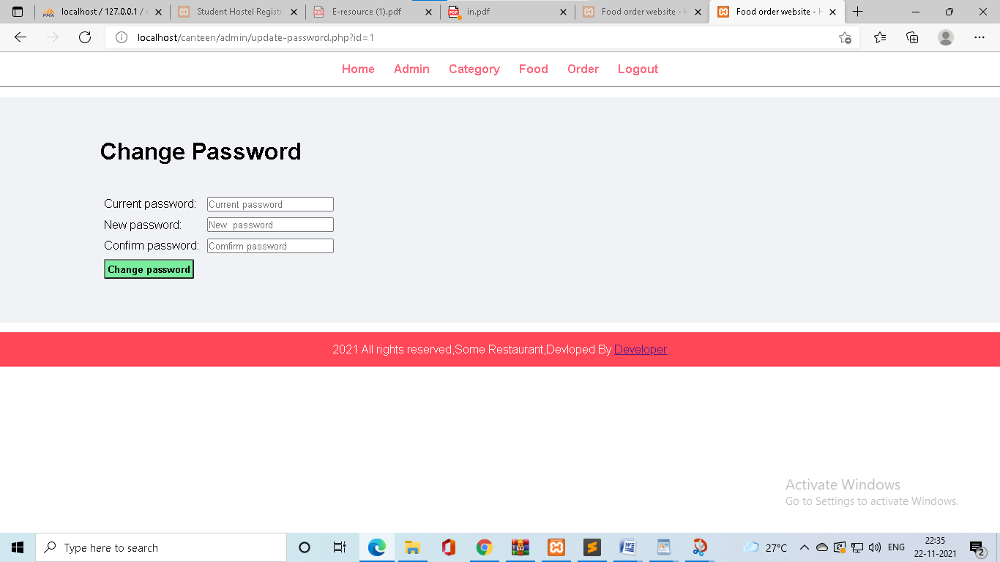 localhost / 127.0.0.1 / c
Student Hostel Registr
E-resource (1).pdf
in.pdf
Food order website - H
Food order website - H
localhost/canteen/admin/update-password.php?id=1
Home Admin Category Food Order Logout
Change Password
Current password: Current password
New password: New  password
Confirm password: Comfirm password
Change password
2021 All rights reserved,Some Restaurant,Devloped By Developer
Activate Windows
Go to Settings to activate Windows.
Type here to search
27°C
ENG
22:35
22-11-2021
2